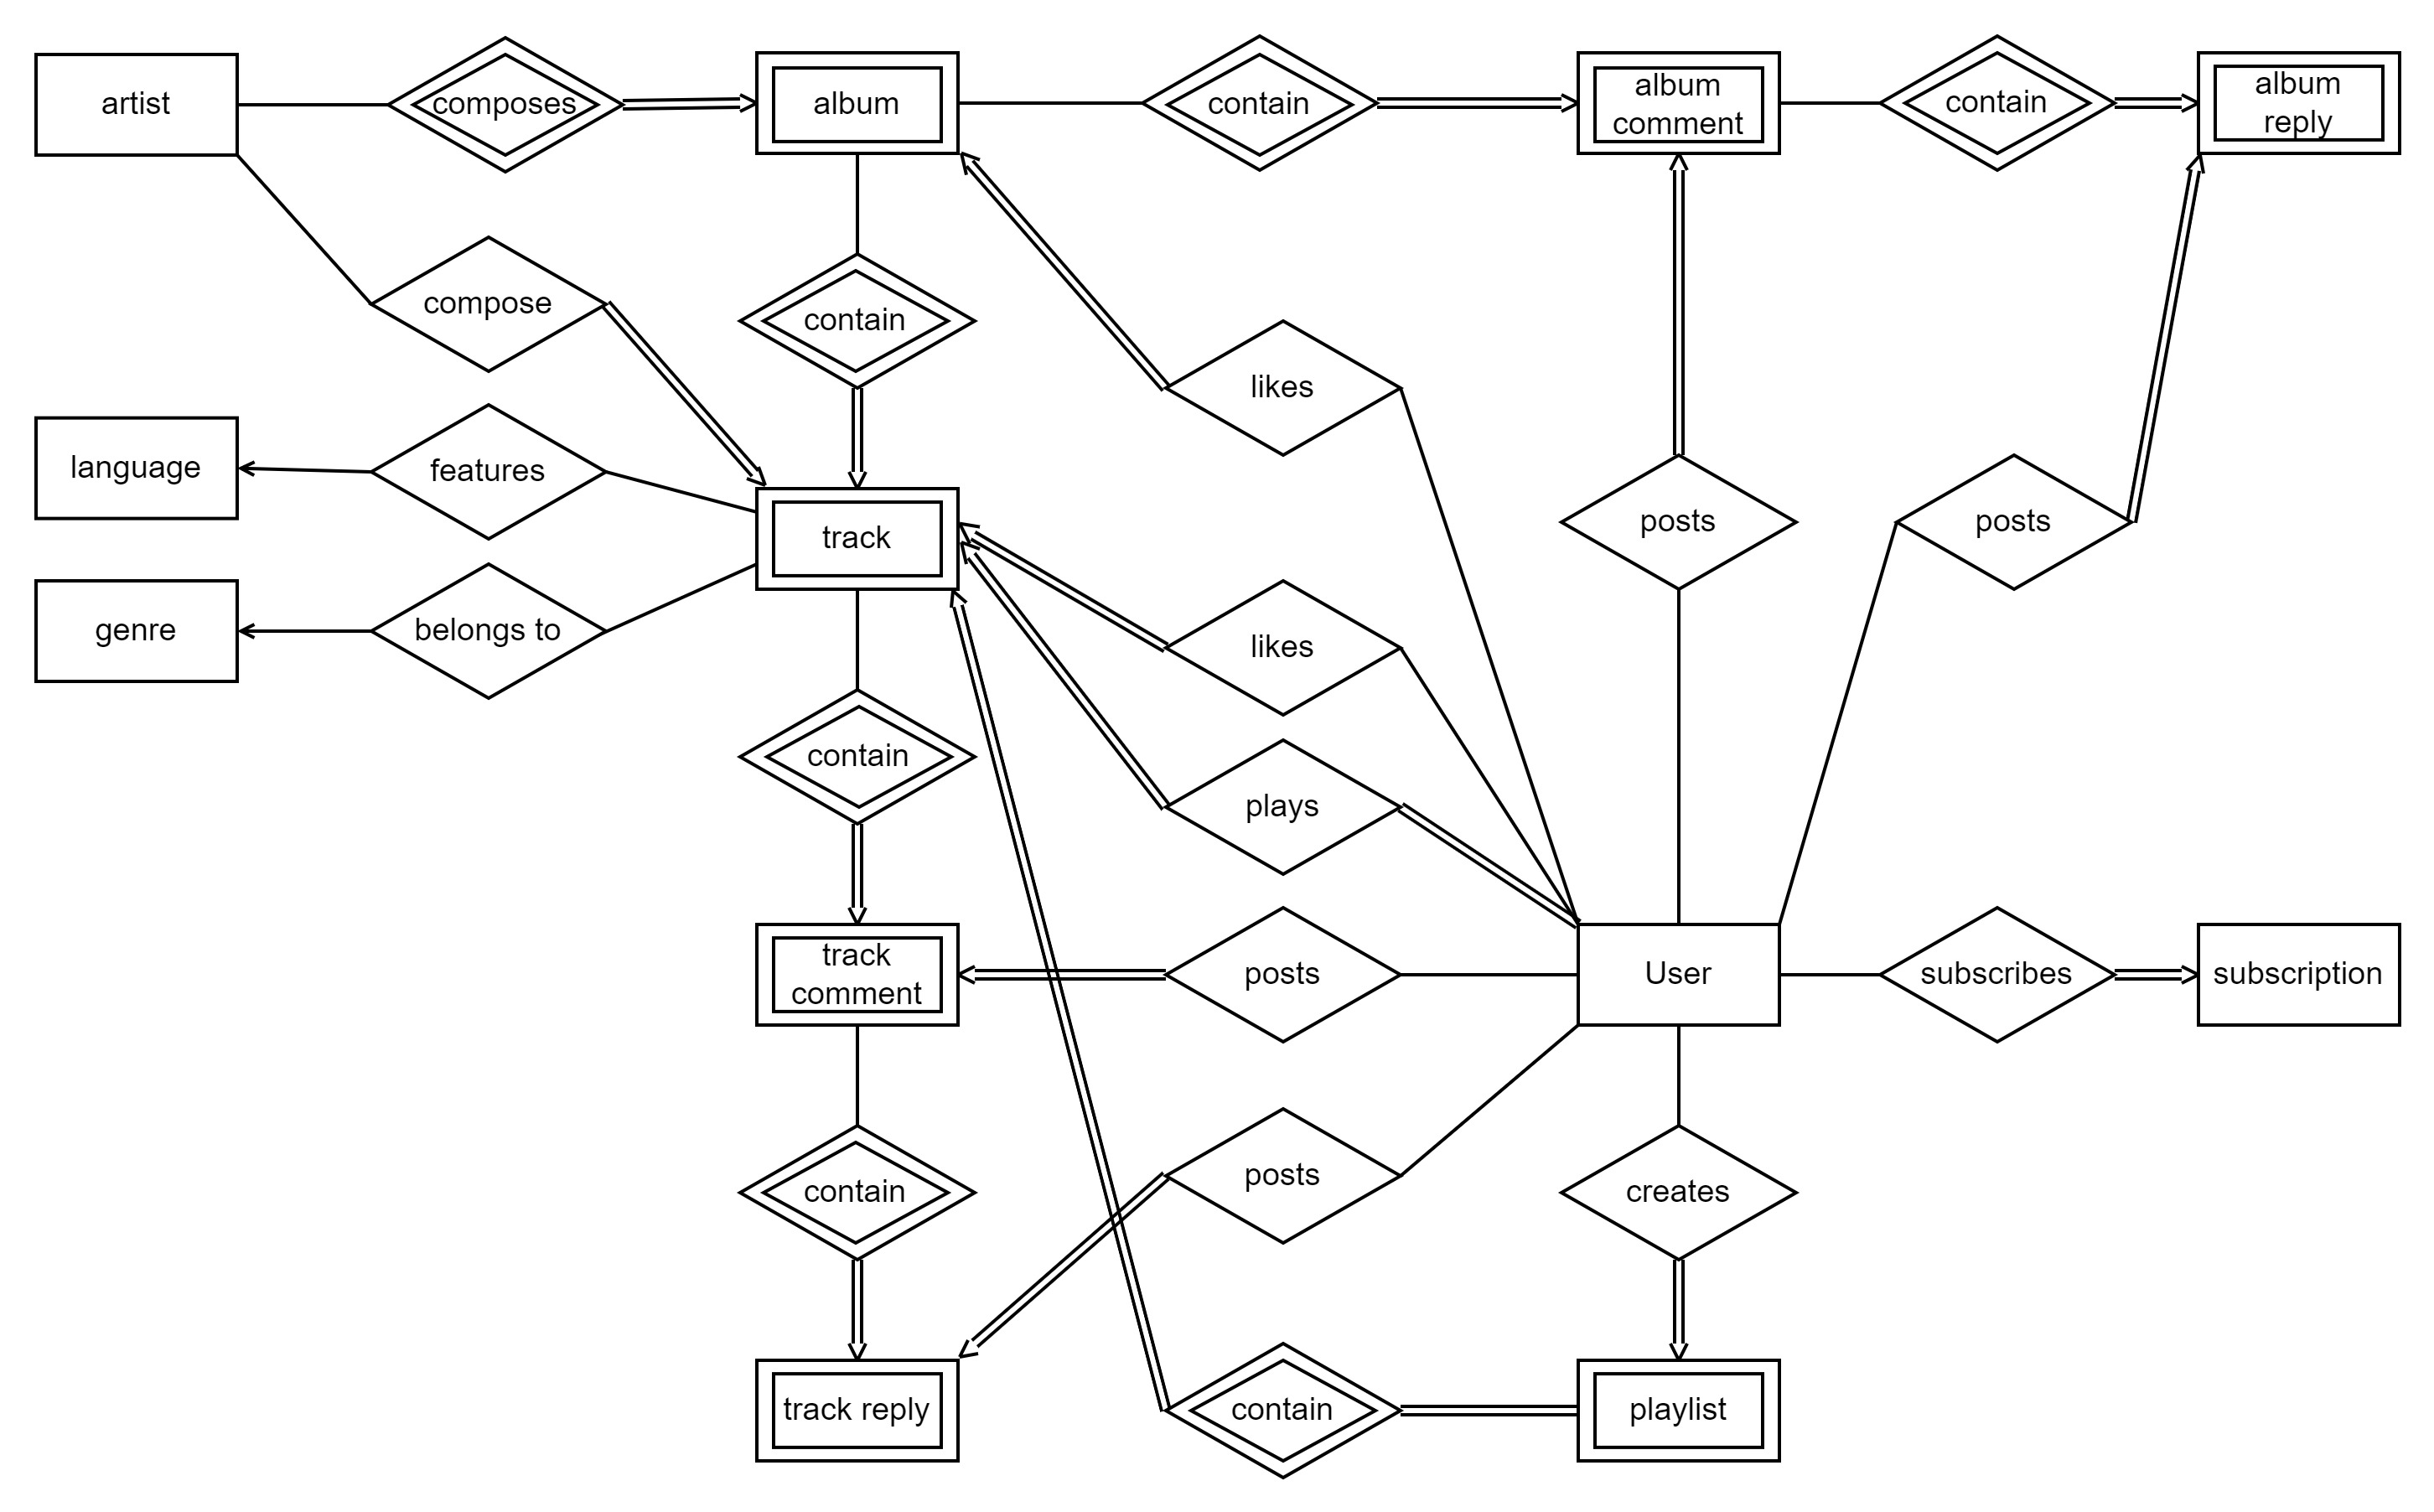 artist
composes
album
contain
album
comment
contain
album
reply
compose
contain
likes
language
features
track
posts
posts
genre
belongs to
likes
contain
plays
track
comment
posts
User
subscribes
subscription
contain
posts
creates
track reply
contain
playlist